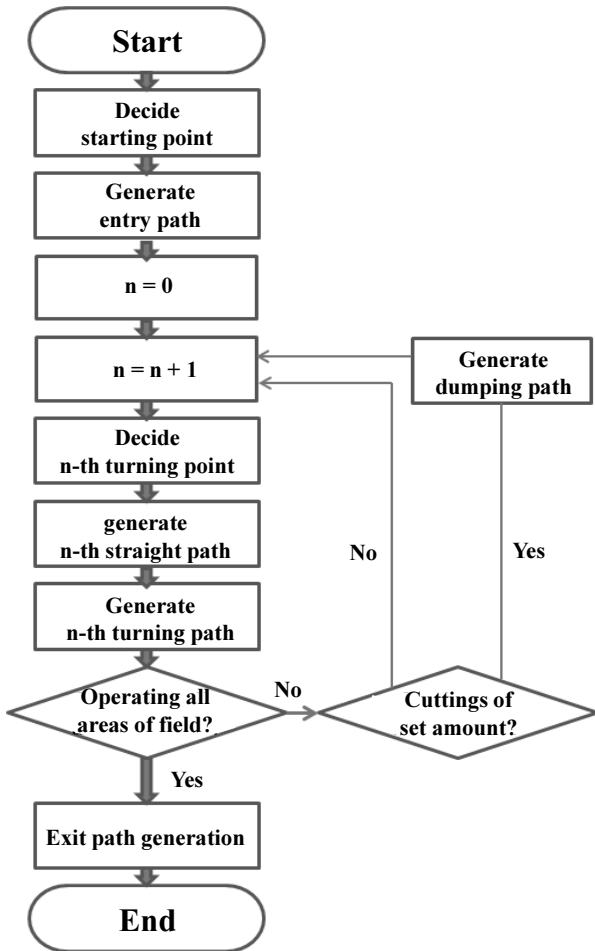 Start
Decide
starting point
Generate
entry path
n = 0
n = n + 1
Generate
dumping path
Decide
n-th turning point
generate
n-th straight path
No
Yes
Generate
n-th turning path
Operating all
areas of field?
No
Cuttings of
set amount?
Yes
Exit path generation
End